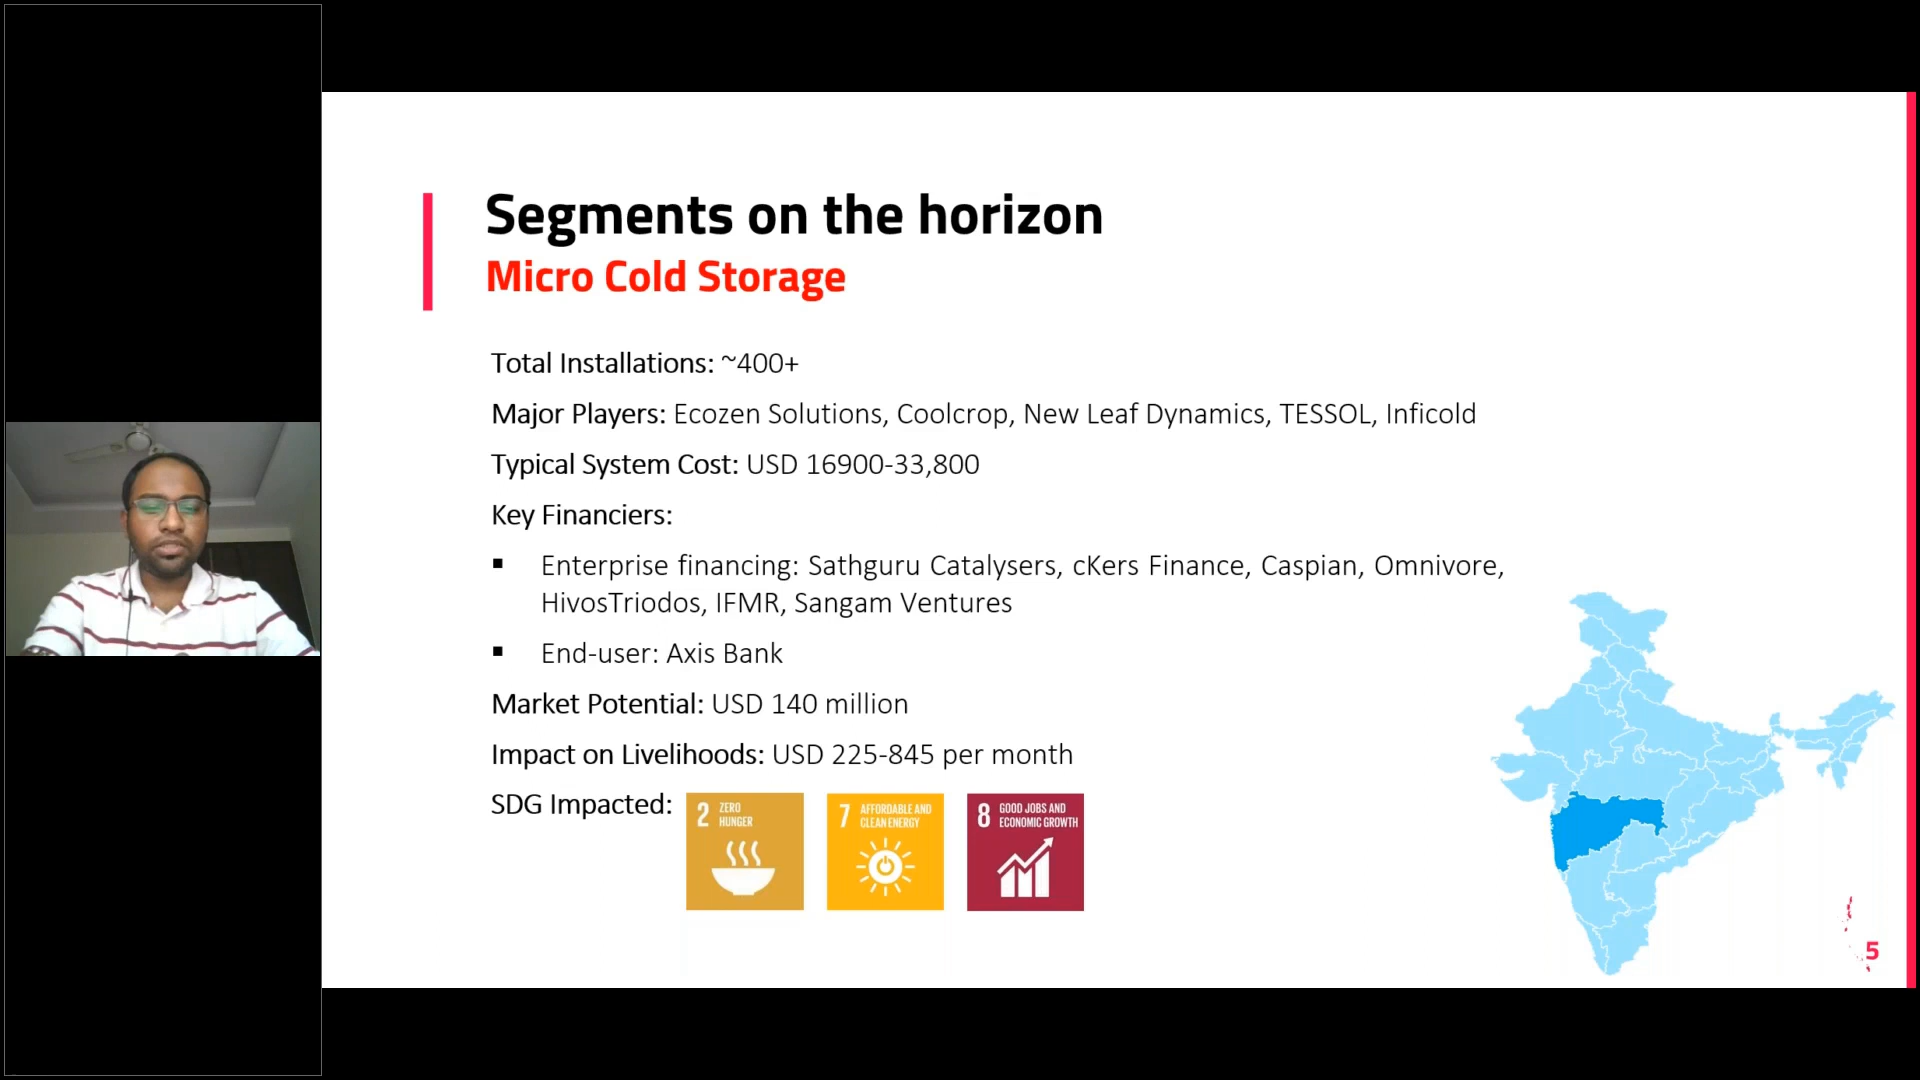 Segments on the horizon
Micro Cold Storage
Total Installations: ~400+
Major Players: Ecozen Solutions, Coolcrop, New Leaf Dynamics, TESSOL, Inficold
Typical System Cost: USD 16900-33,800
Key Financiers:
▪ Enterprise financing: Sathguru Catalysers, cKers Finance, Caspian, Omnivore,
HivosTriodos, IFMR, Sangam Ventures
▪ End-user: Axis Bank
Market Potential: USD 140 million
Impact on Livelihoods: USD 225-845 per month
SDG Impacted:
2 ZERO
HUNGER
7 AFFORDABLE AND
CLEAN ENERGY
8 GOOD JOBS AND
ECONOMIC GROWTH
5